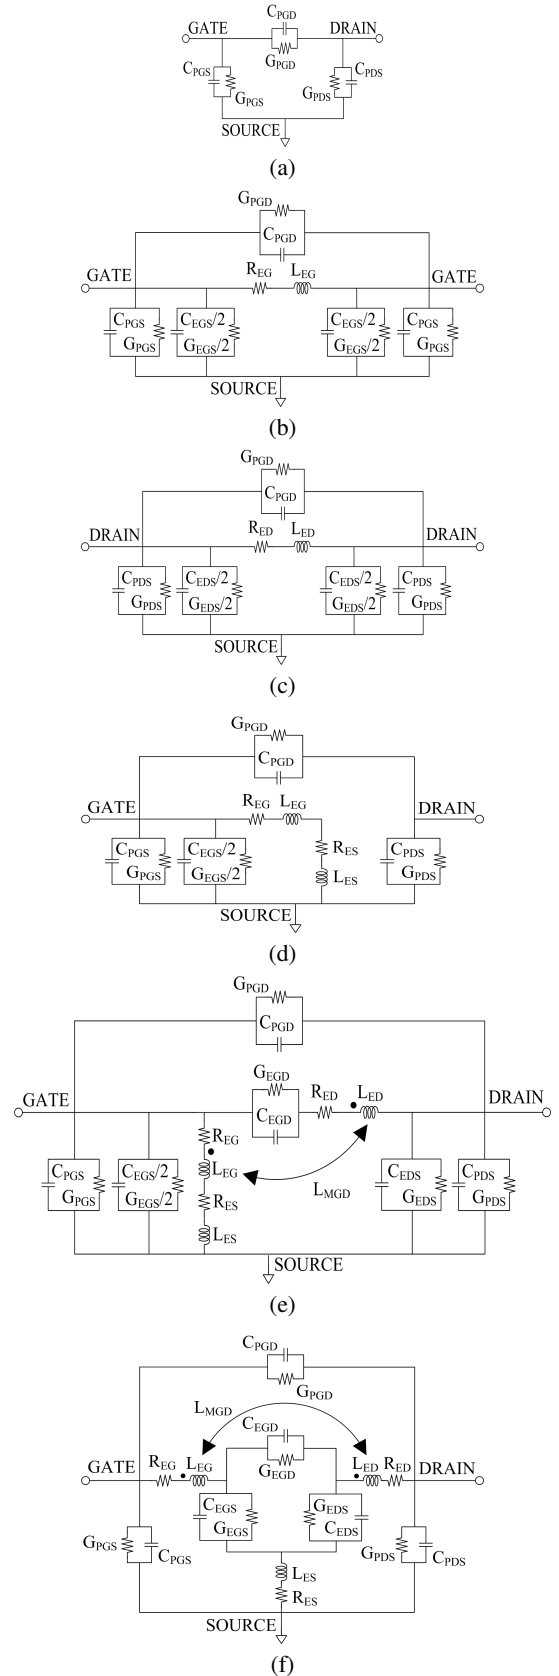 C_PGD
GATE DRAIN
G_PGD
C_PGS C_PDS
G_PGS G_PDS
SOURCE
(a)
G_PGD
C_PGD
R_EG L_EG
GATE GATE
C_PGS C_EGS/2 C_EGS/2 C_PGS
G_PGS G_EGS/2 G_EGS/2 G_PGS
SOURCE
(b)
G_PGD
C_PGD
R_ED L_ED
DRAIN DRAIN
C_PDS C_EDS/2 C_EDS/2 C_PDS
G_PDS G_EDS/2 G_EDS/2 G_PDS
SOURCE
(c)
G_PGD
C_PGD
GATE R_EG L_EG DRAIN
R_ES
C_PGS C_EGS/2 C_PDS
G_PGS G_EGS/2 L_ES G_PDS
SOURCE
(d)
G_PGD
C_PGD
G_EGD
R_ED L_ED
GATE DRAIN
C_EGD
R_EG
C_PGS C_EGS/2 L_EG C_EDS C_PDS
G_PGS G_EGS/2 R_ES L_MGD G_EDS G_PDS
L_ES
SOURCE
(e)
C_PGD
G_PGD
L_MGD
C_EGD
GATE R_EG L_EG G_EGD L_ED R_ED DRAIN
C_EGS G_EDS
G_EGS C_EDS
G_PGS C_PGS G_PDS C_PDS
L_ES
R_ES
SOURCE
(f)